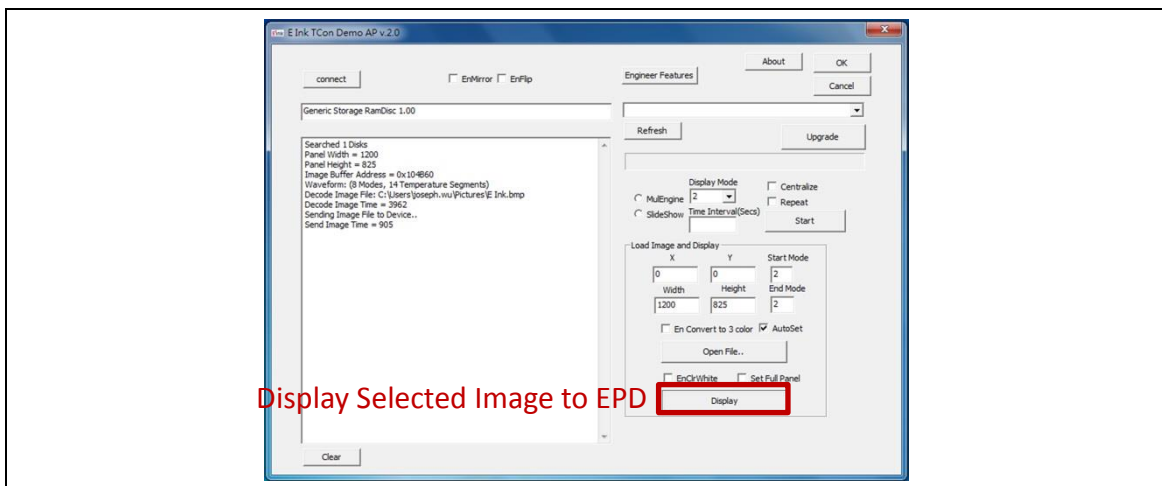 E Ink TCon Demo AP v.2.0
About
OK
connect
EnMirror
EnFlip
Engineer Features
Cancel
Generic Storage RamDisc 1.00
Refresh
Upgrade
Searched 1 Disks
Panel Width = 1200
Panel Height = 825
Image Buffer Address = 0x104B60
Waveform: (8 Modes, 14 Temperature Segments)
Decode Image File: C:\Users\joseph.wu\Pictures\E Ink.bmp
Decode Image Time = 3962
Sending Image File to Device..
Send Image Time = 905
Display Mode
Centralize
MulEngine
2
Repeat
SlideShow
Time Interval(Secs)
Start
Load Image and Display
X Y Start Mode
0 0 2
Width Height End Mode
1200 825 2
En Convert to 3 color
AutoSet
Open File..
EnClrWhite
Set Full Panel
Display Selected Image to EPD
Display
Clear